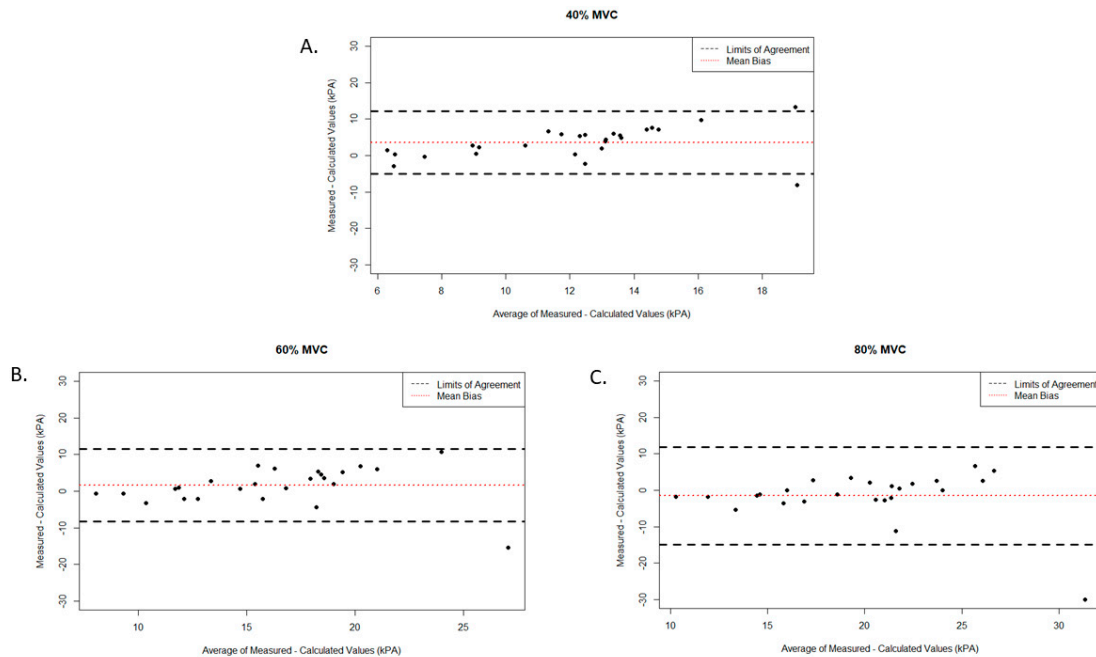 40% MVC
A.
Limits of Agreement
Mean Bias
Measured - Calculated Values (kPA)
30
20
10
0
-10
-20
-30
6 8 10 12 14 16 18
Average of Measured - Calculated Values (kPA)
60% MVC
B.
Limits of Agreement
Mean Bias
Measured - Calculated Values (kPA)
30
20
10
0
-10
-20
-30
10 15 20 25
Average of Measured - Calculated Values (kPA)
80% MVC
C.
Limits of Agreement
Mean Bias
Measured - Calculated Values (kPA)
30
20
10
0
-10
-20
-30
10 15 20 25 30
Average of Measured - Calculated Values (kPA)